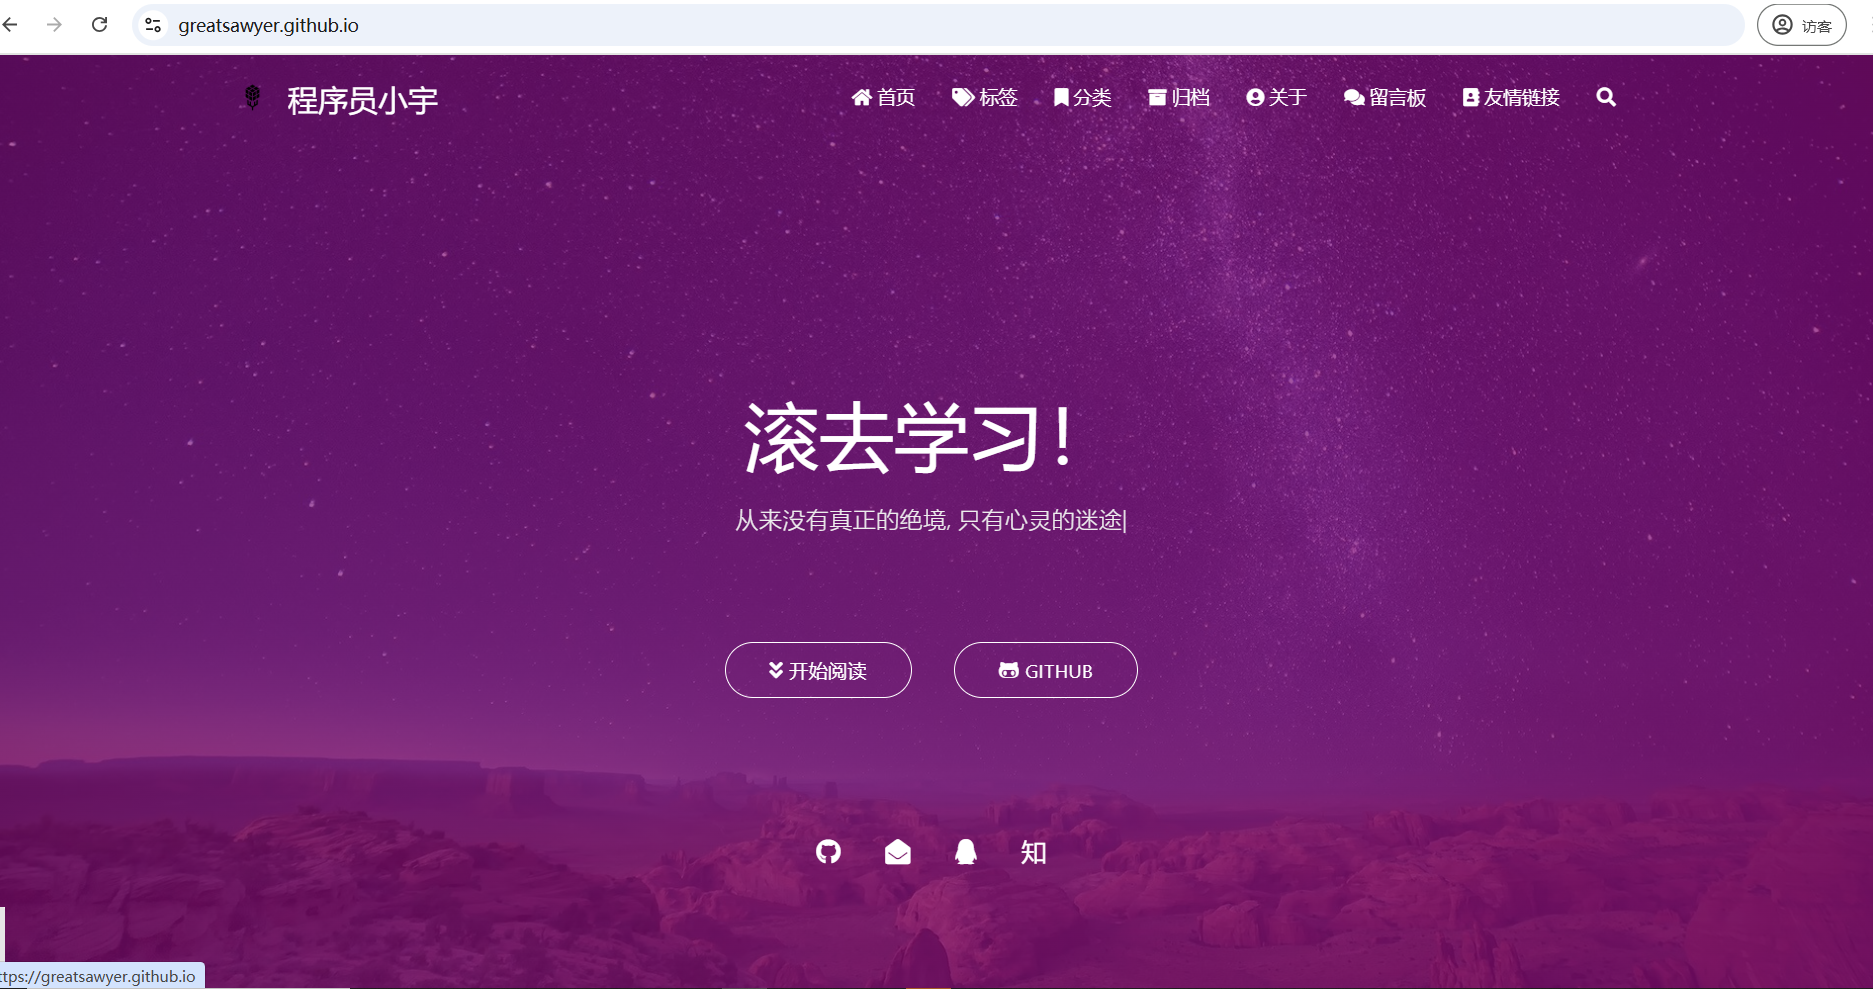 greatsawyer.github.io
访客
程序员小宇
首页 标签 分类 归档 关于 留言板 友情链接
滚去学习！
从来没有真正的绝境, 只有心灵的迷途|
开始阅读 GITHUB
知
ttps://greatsawyer.github.io